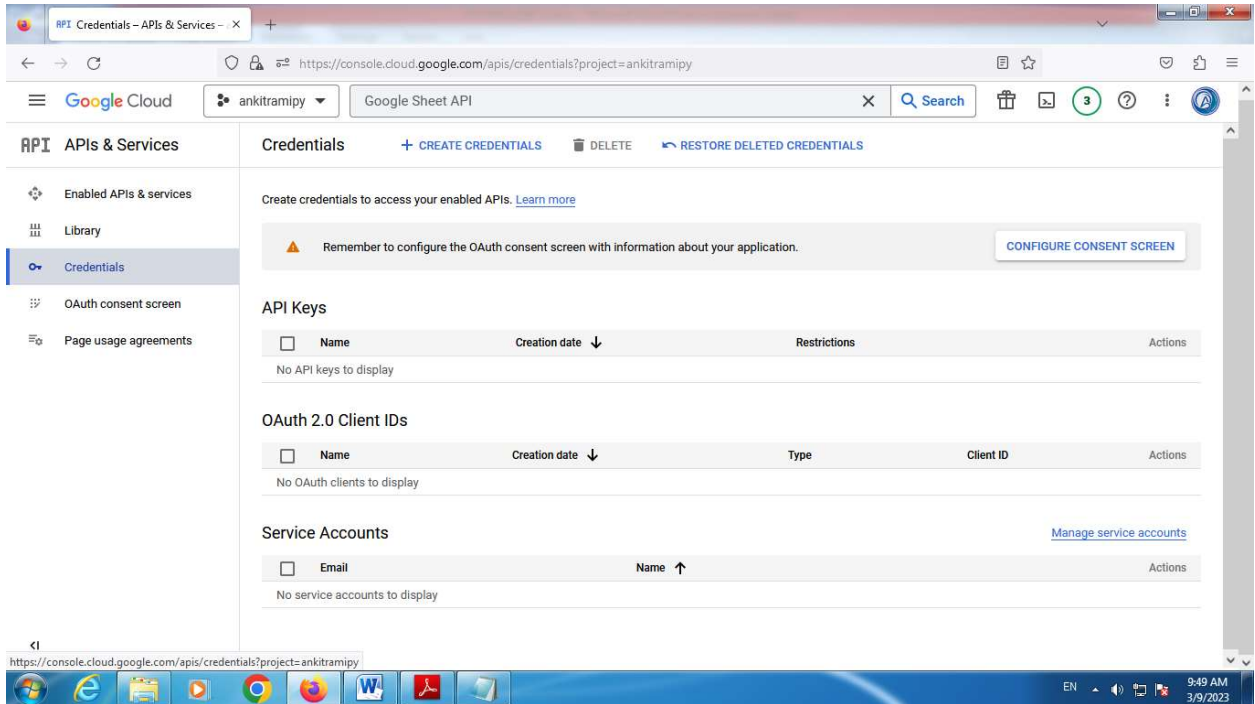 API Credentials – APIs & Services –
https://console.cloud.google.com/apis/credentials?project=ankitramipy
Google Cloud ankitramipy Google Sheet API Search 3
API APIs & Services Credentials CREATE CREDENTIALS DELETE RESTORE DELETED CREDENTIALS
Enabled APIs & services
Library
Credentials
OAuth consent screen
Page usage agreements
Create credentials to access your enabled APIs. Learn more
Remember to configure the OAuth consent screen with information about your application. CONFIGURE CONSENT SCREEN
API Keys
Name Creation date Restrictions Actions
No API keys to display
OAuth 2.0 Client IDs
Name Creation date Type Client ID Actions
No OAuth clients to display
Service Accounts Manage service accounts
Email Name Actions
No service accounts to display
https://console.cloud.google.com/apis/credentials?project=ankitramipy
EN 9:49 AM
3/9/2023